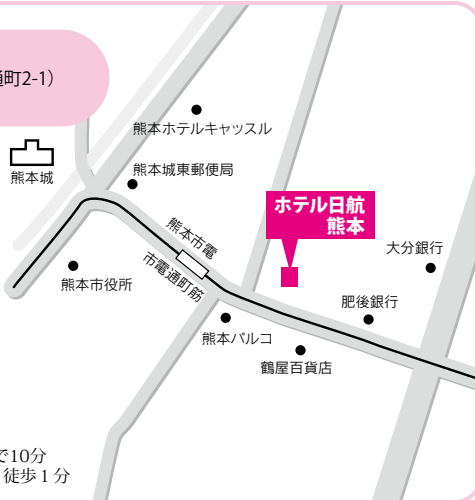 通町2-1）
熊本ホテルキャッスル
熊本城
熊本城東郵便局
ホテル日航
熊本
熊本市電
大分銀行
市電通町筋
熊本市役所
肥後銀行
熊本パルコ
鶴屋百貨店
で10分
徒歩1分